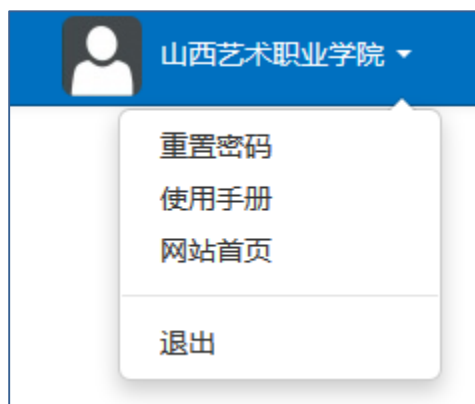 山西艺术职业学院
重置密码
使用手册
网站首页
退出